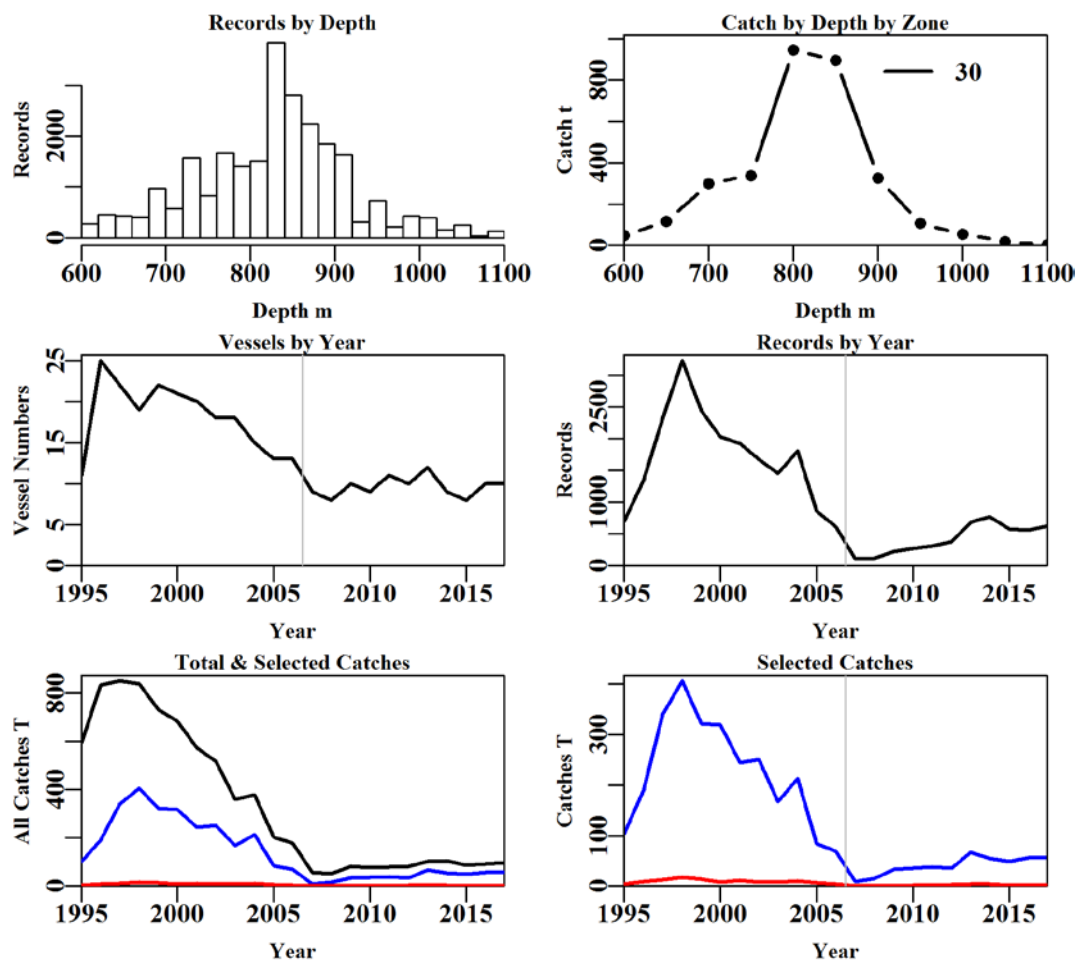 Records by Depth
Records
0
2000
600 700 800 900 1000 1100
Depth m
Catch by Depth by Zone
Catch t
0 400 800
30
600 700 800 900 1000 1100
Depth m
Vessels by Year
Vessel Numbers
0 5 15 25
1995 2000 2005 2010 2015
Year
Records by Year
Records
0 1000 2500
1995 2000 2005 2010 2015
Year
Total & Selected Catches
All Catches T
0 400 800
1995 2000 2005 2010 2015
Year
Selected Catches
Catches T
0 100 300
1995 2000 2005 2010 2015
Year